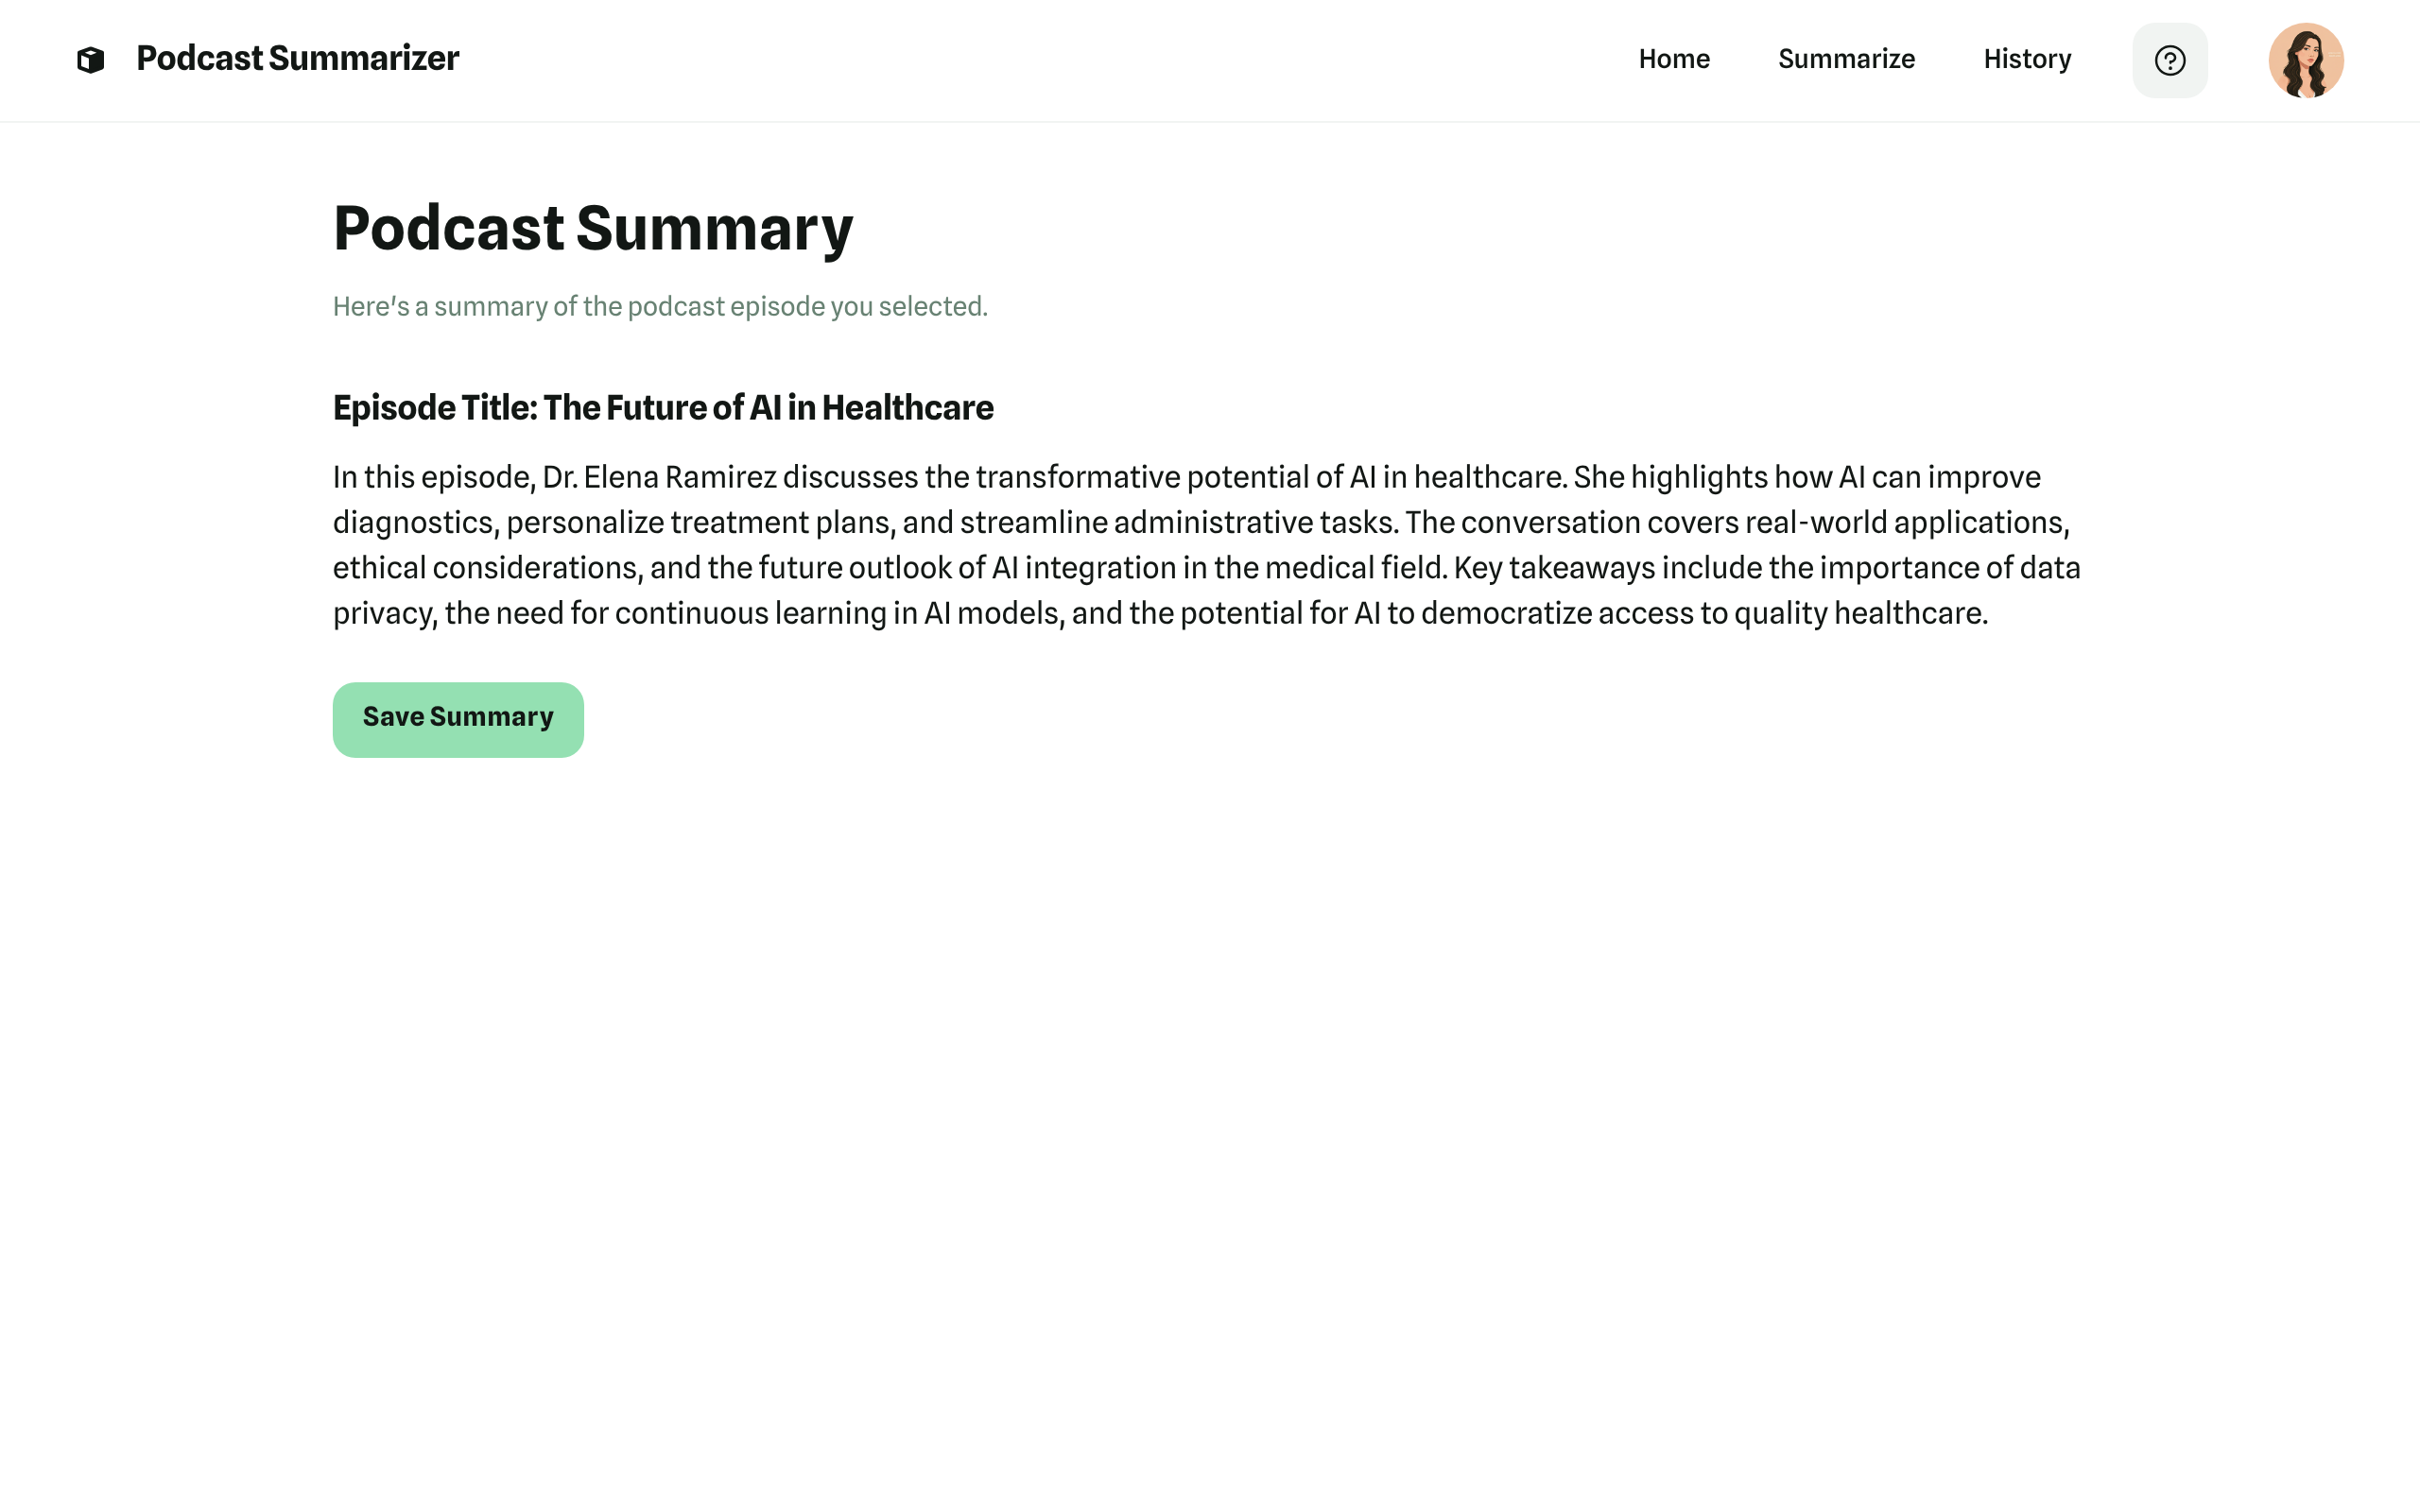 Podcast Summarizer
Home
Summarize
History
Podcast Summary
Here's a summary of the podcast episode you selected.
Episode Title: The Future of AI in Healthcare
In this episode, Dr. Elena Ramirez discusses the transformative potential of AI in healthcare. She highlights how AI can improve
diagnostics, personalize treatment plans, and streamline administrative tasks. The conversation covers real-world applications,
ethical considerations, and the future outlook of AI integration in the medical field. Key takeaways include the importance of data
privacy, the need for continuous learning in AI models, and the potential for AI to democratize access to quality healthcare.
Save Summary